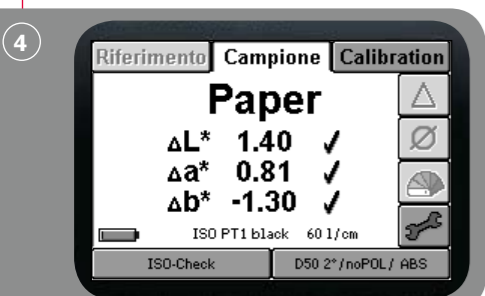 4
Riferimento Campione Calibration
Paper
ΔL* 1.40 ✓
Δa* 0.81 ✓
Δb* -1.30 ✓
ISO PT1 black 60 l/cm
ISO-Check D50 2°/noPOL/ ABS